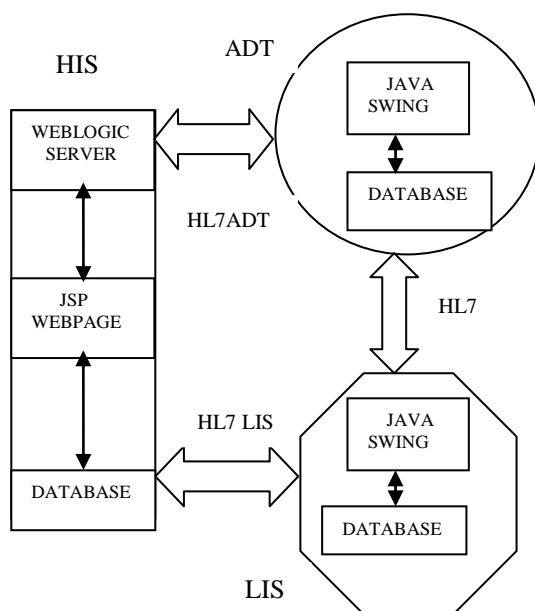 HIS
ADT
WEBLOGIC
SERVER
JAVA
SWING
DATABASE
HL7ADT
JSP
WEBPAGE
HL7
HL7 LIS
JAVA
SWING
DATABASE
DATABASE
LIS